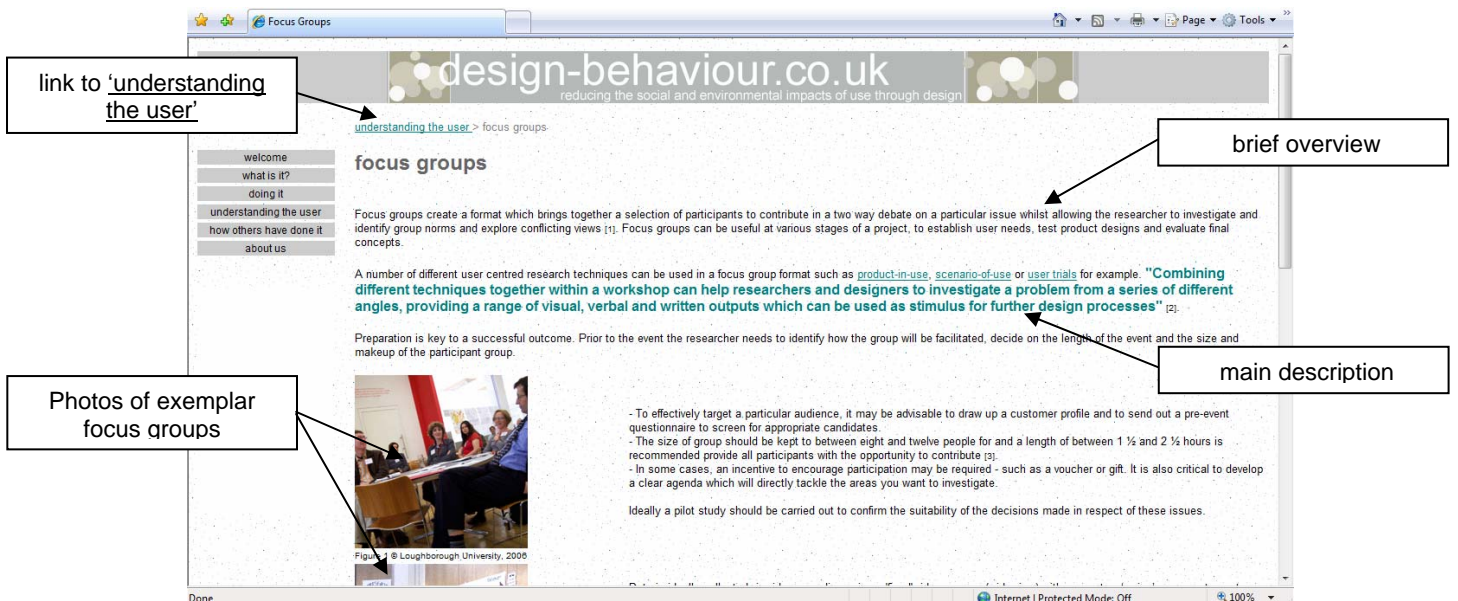 Focus Groups
Page
Tools
design-behaviour.co.uk
reducing the social and environmental impacts of use through design
link to 'understanding
the user'
understanding the user > focus groups
brief overview
welcome
what is it?
doing it
understanding the user
how others have done it
about us
focus groups
Focus groups create a format which brings together a selection of participants to contribute in a two way debate on a particular issue whilst allowing the researcher to investigate and
identify group norms and explore conflicting views [1]. Focus groups can be useful at various stages of a project, to establish user needs, test product designs and evaluate final
concepts.
A number of different user centred research techniques can be used in a focus group format such as product-in-use, scenario-of-use or user trials for example. "Combining
different techniques together within a workshop can help researchers and designers to investigate a problem from a series of different
angles, providing a range of visual, verbal and written outputs which can be used as stimulus for further design processes" [2].
Preparation is key to a successful outcome. Prior to the event the researcher needs to identify how the group will be facilitated, decide on the length of the event and the size and
makeup of the participant group.
main description
Photos of exemplar
focus groups
- To effectively target a particular audience, it may be advisable to draw up a customer profile and to send out a pre-event
questionnaire to screen for appropriate candidates.
- The size of group should be kept to between eight and twelve people for and a length of between 1 ½ and 2 ½ hours is
recommended provide all participants with the opportunity to contribute [3].
- In some cases, an incentive to encourage participation may be required - such as a voucher or gift. It is also critical to develop
a clear agenda which will directly tackle the areas you want to investigate.
Ideally a pilot study should be carried out to confirm the suitability of the decisions made in respect of these issues.
Figure 1 © Loughborough University, 2006
Done
Internet | Protected Mode: Off
100%